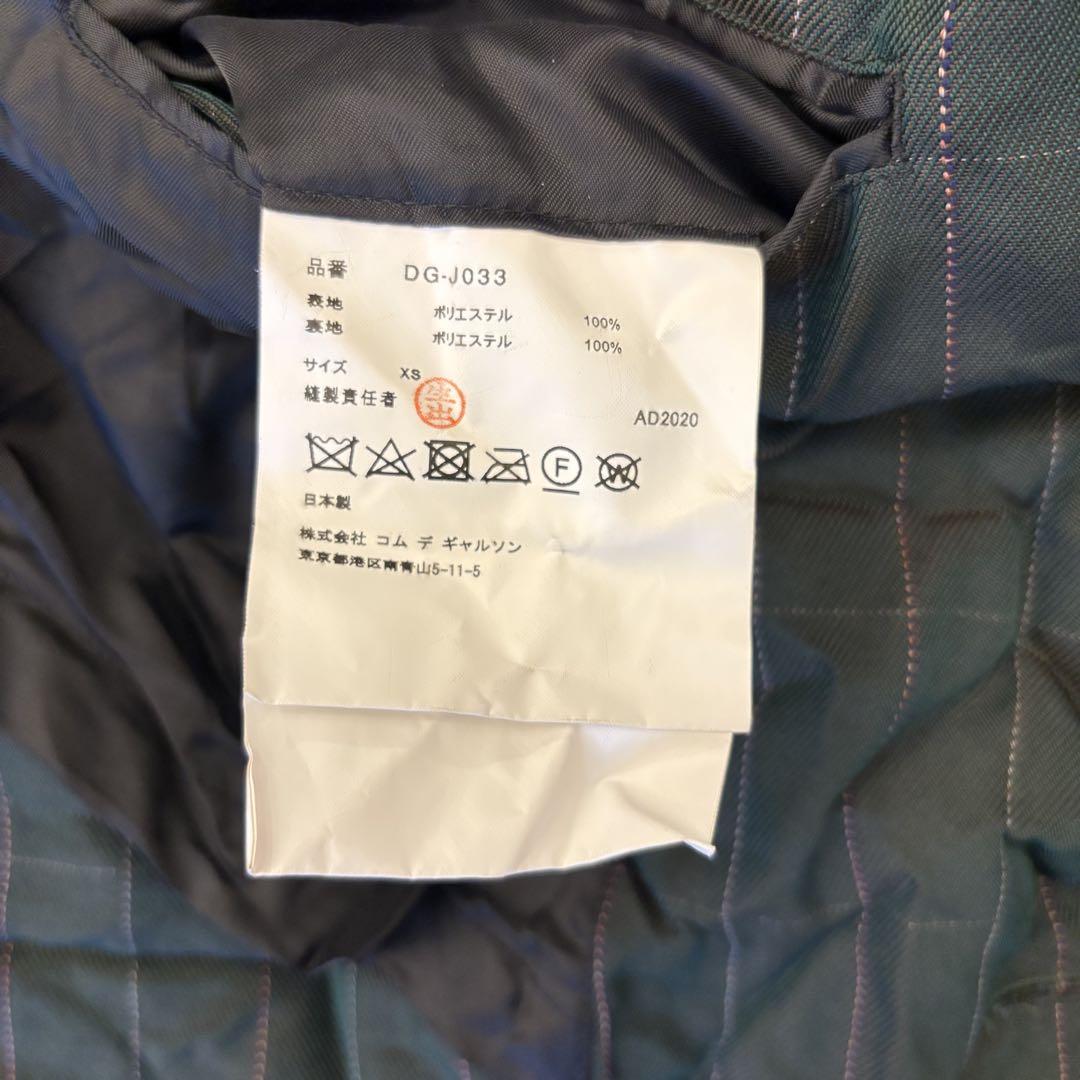 品番 DG-J033
表地 ポリエステル 100%
裏地 ポリエステル 100%
サイズ XS
縫製責任者 生出
AD2020
F W
日本製
株式会社 コム デ ギャルソン
東京都港区南青山5-11-5